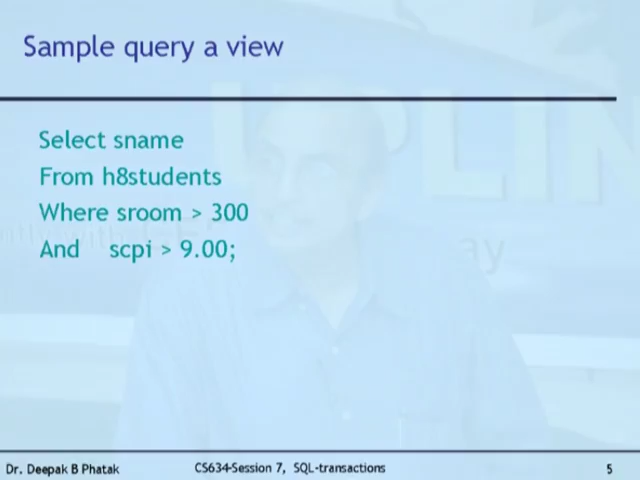 Sample query a view
Select sname
From h8students
Where sroom > 300
And scpi > 9.00;
ay
Dr. Deepak B Phatak
CS634-Session 7, SQL-transactions
5